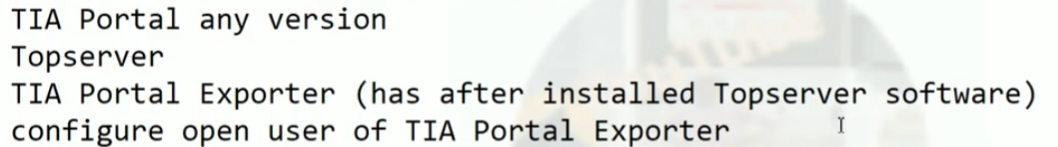 TIA Portal any version
Topserver
TIA Portal Exporter (has after installed Topserver software)
configure open user of TIA Portal Exporter